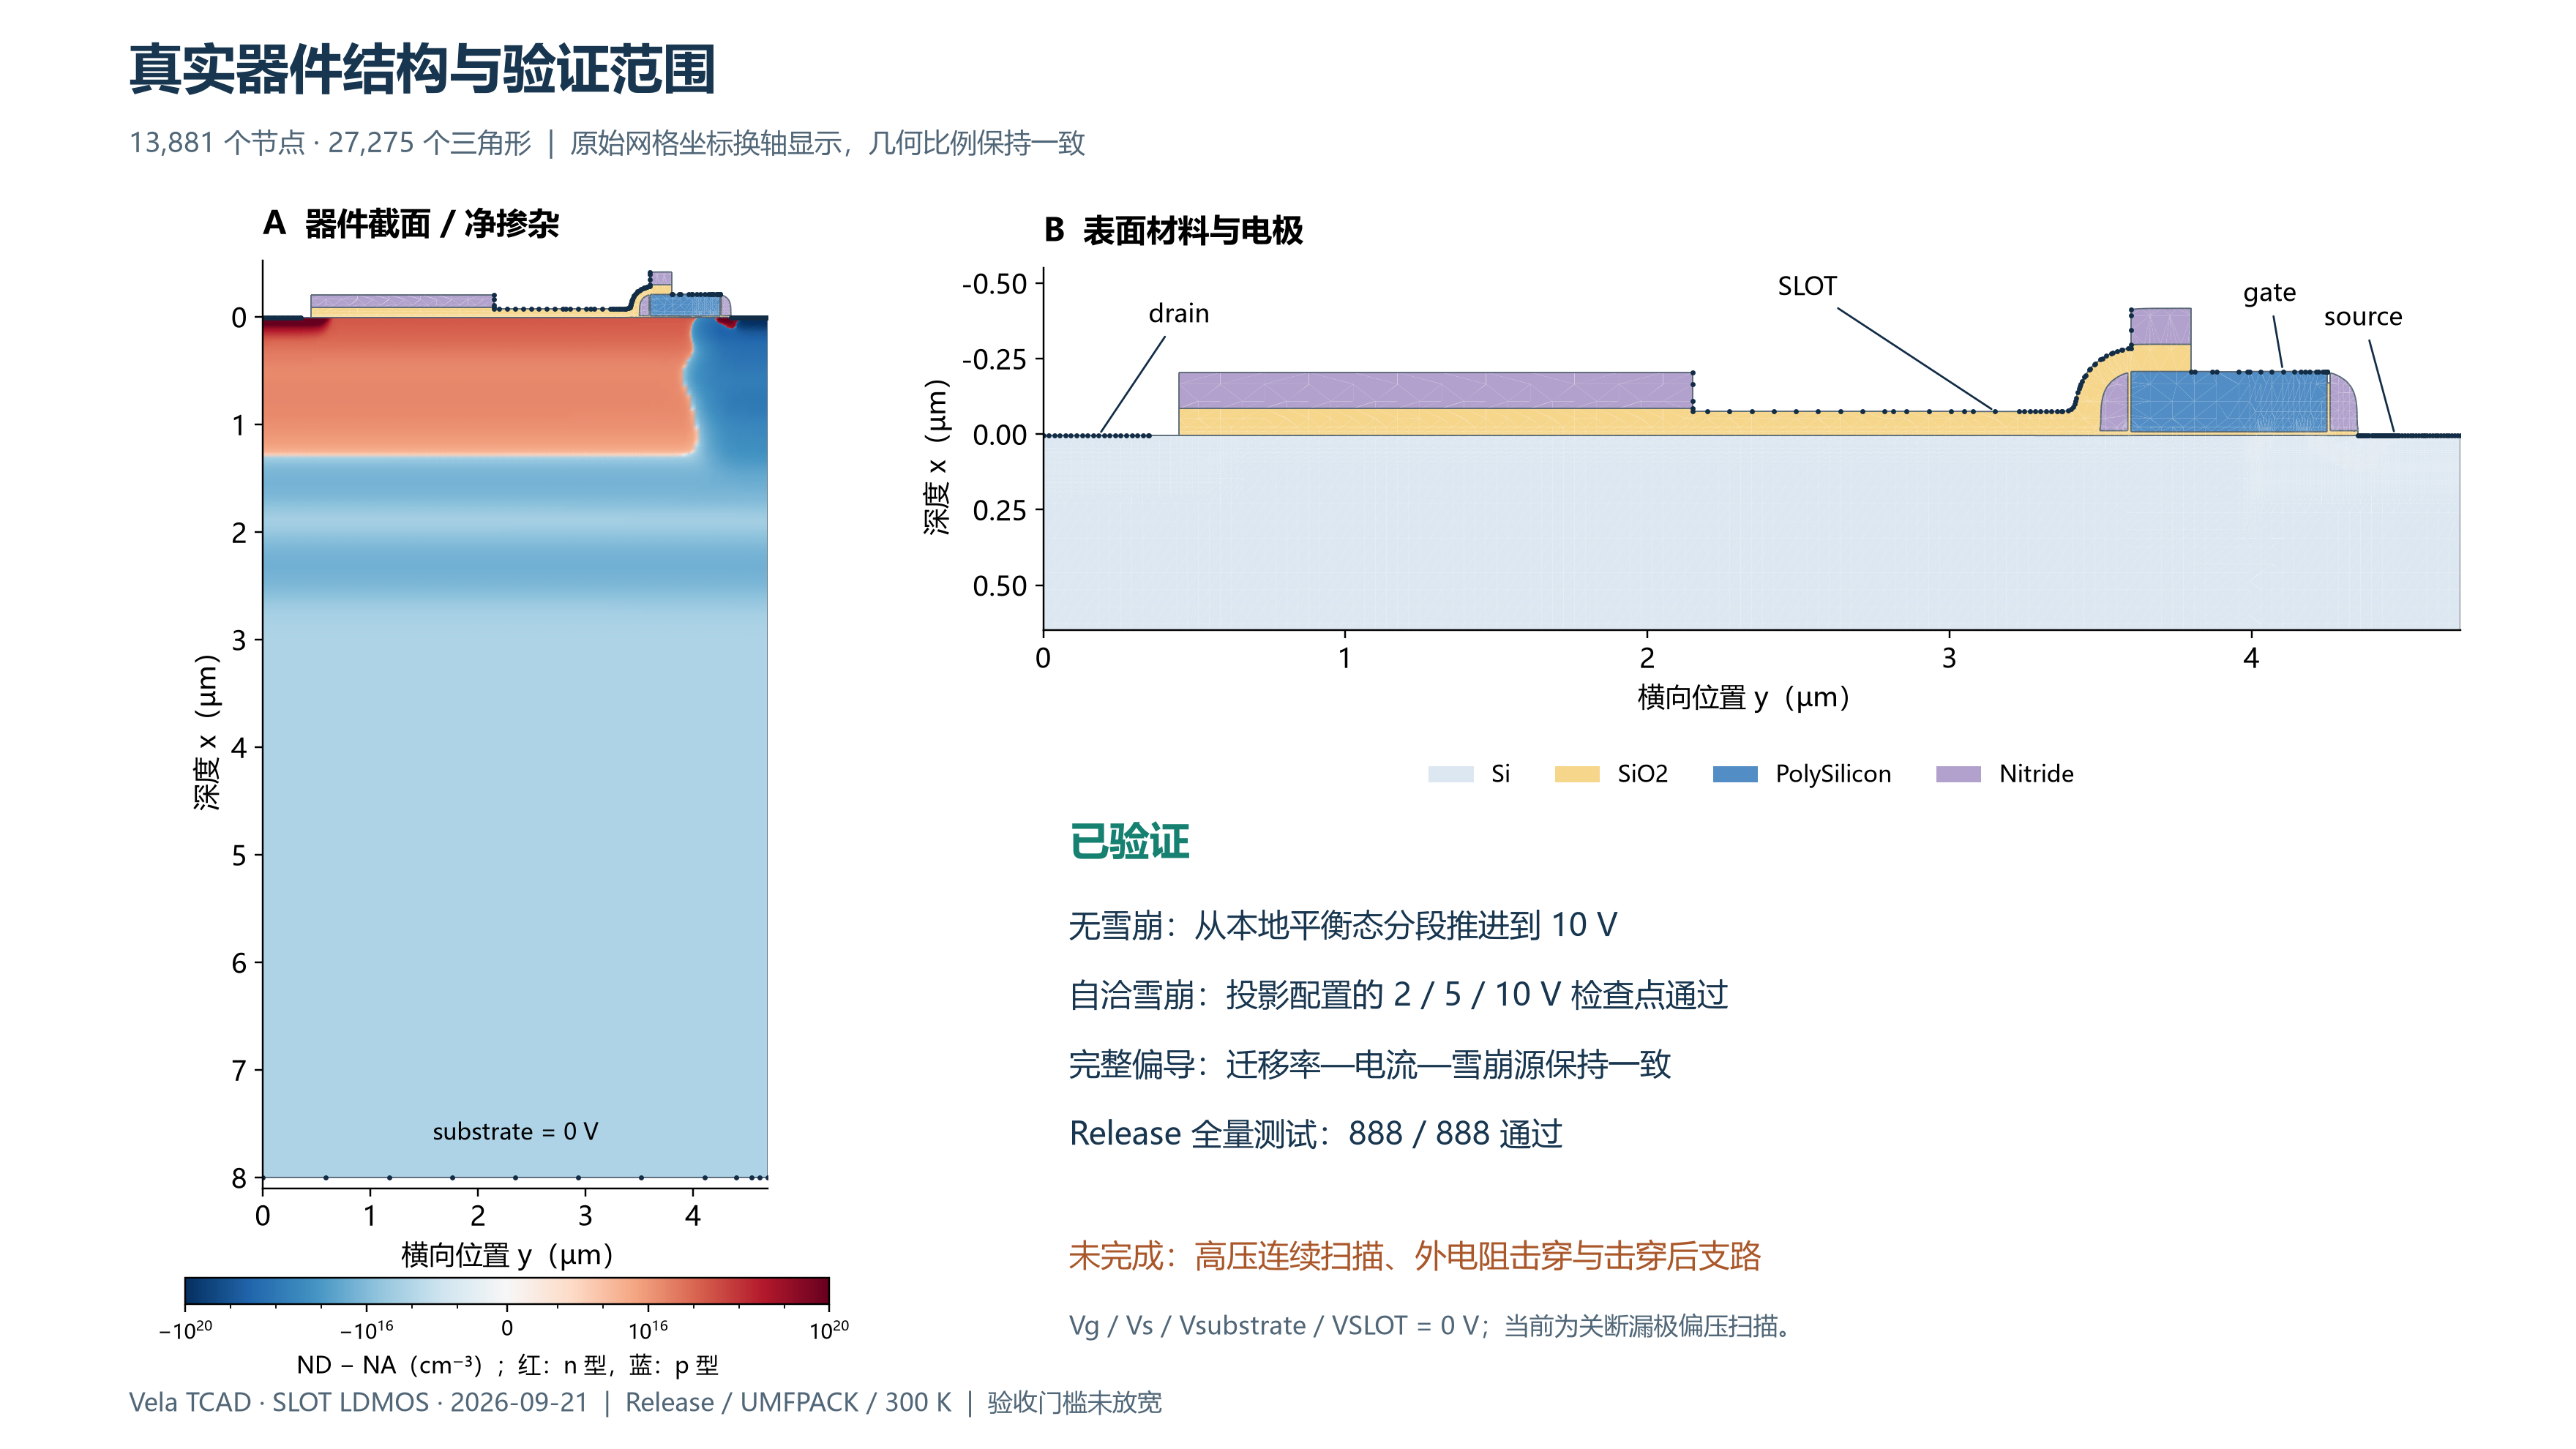 真实器件结构与验证范围
13,881 个节点 · 27,275 个三角形 | 原始网格坐标换轴显示，几何比例保持一致
A 器件截面 / 净掺杂
0
1
2
3
4
5
6
7
8
深度 x（μm）
substrate = 0 V
0 1 2 3 4
横向位置 y（μm）
−10²⁰ −10¹⁶ 0 10¹⁶ 10²⁰
ND − NA（cm⁻³）; 红：n 型，蓝：p 型
B 表面材料与电极
-0.50
-0.25
0.00
0.25
0.50
深度 x（μm）
drain
SLOT
gate
source
0 1 2 3 4
横向位置 y（μm）
Si SiO2 PolySilicon Nitride
已验证
无雪崩：从本地平衡态分段推进到 10 V
自洽雪崩：投影配置的 2 / 5 / 10 V 检查点通过
完整偏导：迁移率—电流—雪崩源保持一致
Release 全量测试：888 / 888 通过
未完成：高压连续扫描、外电阻击穿与击穿后支路
Vg / Vs / Vsubstrate / VSLOT = 0 V；当前为关断漏极偏压扫描。
Vela TCAD · SLOT LDMOS · 2026-09-21 | Release / UMFPACK / 300 K | 验收门槛未放宽